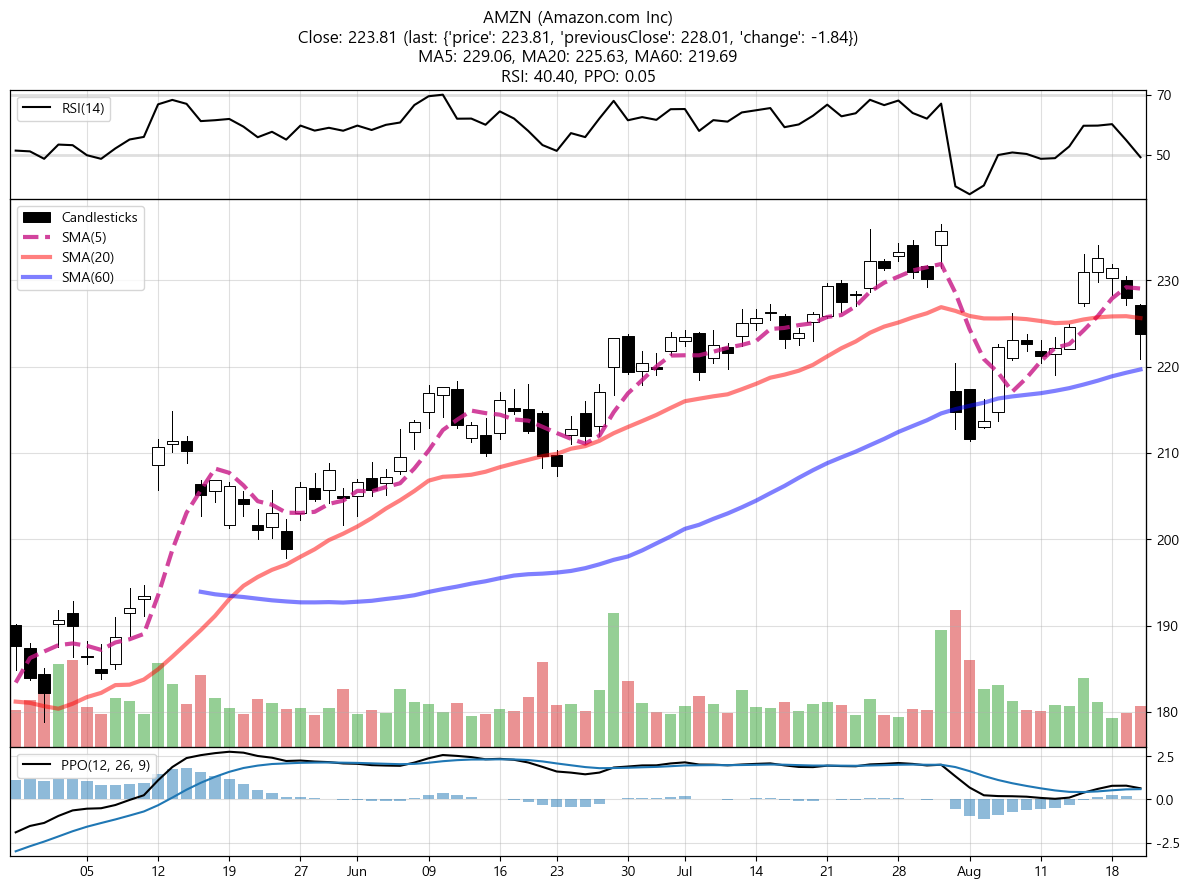 AMZN (Amazon.com Inc)
Close: 223.81 (last: {'price': 223.81, 'previousClose': 228.01, 'change': -1.84})
MA5: 229.06, MA20: 225.63, MA60: 219.69
RSI: 40.40, PPO: 0.05
RSI(14)
70
50
Candlesticks
SMA(5)
SMA(20)
SMA(60)
230
220
210
200
190
180
PPO(12, 26, 9)
2.5
0.0
-2.5
05 12 19 27 Jun 09 16 23 30 Jul 14 21 28 Aug 11 18